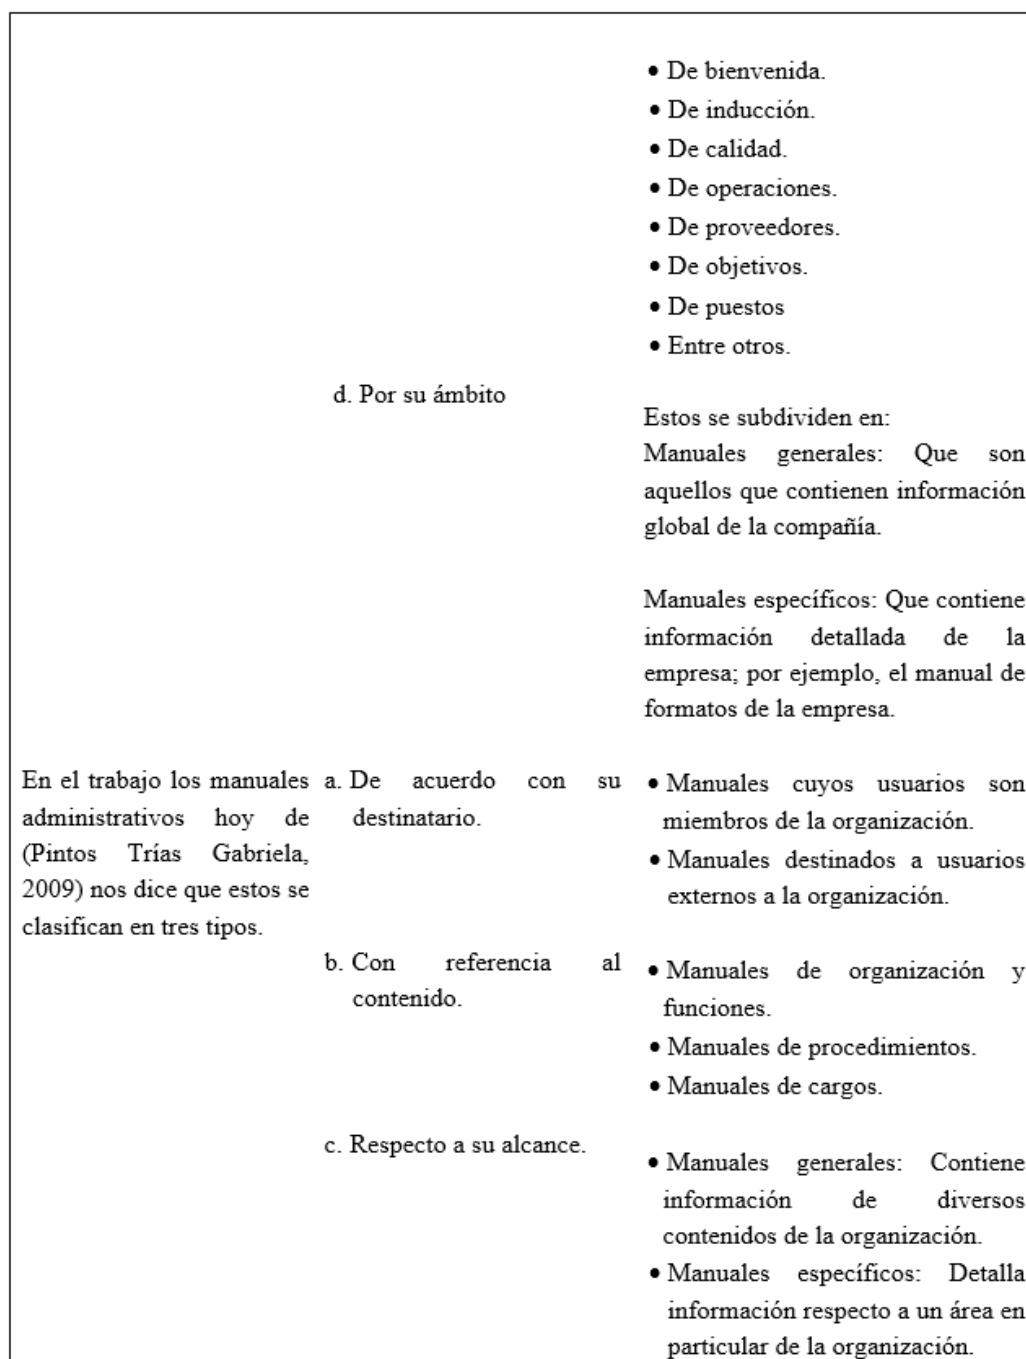 • De bienvenida.
• De inducción.
• De calidad.
• De operaciones.
• De proveedores.
• De objetivos.
• De puestos
• Entre otros.
d. Por su ámbito
Estos se subdividen en:
Manuales generales: Que son
aquellos que contienen información
global de la compañía.
Manuales específicos: Que contiene
información detallada de la
empresa; por ejemplo, el manual de
formatos de la empresa.
En el trabajo los manuales
administrativos hoy de
(Pintos Trías Gabriela,
2009) nos dice que estos se
clasifican en tres tipos.
a. De acuerdo con su
destinatario.
• Manuales cuyos usuarios son
miembros de la organización.
• Manuales destinados a usuarios
externos a la organización.
b. Con referencia al
contenido.
• Manuales de organización y
funciones.
• Manuales de procedimientos.
• Manuales de cargos.
c. Respecto a su alcance.
• Manuales generales: Contiene
información de diversos
contenidos de la organización.
• Manuales específicos: Detalla
información respecto a un área en
particular de la organización.